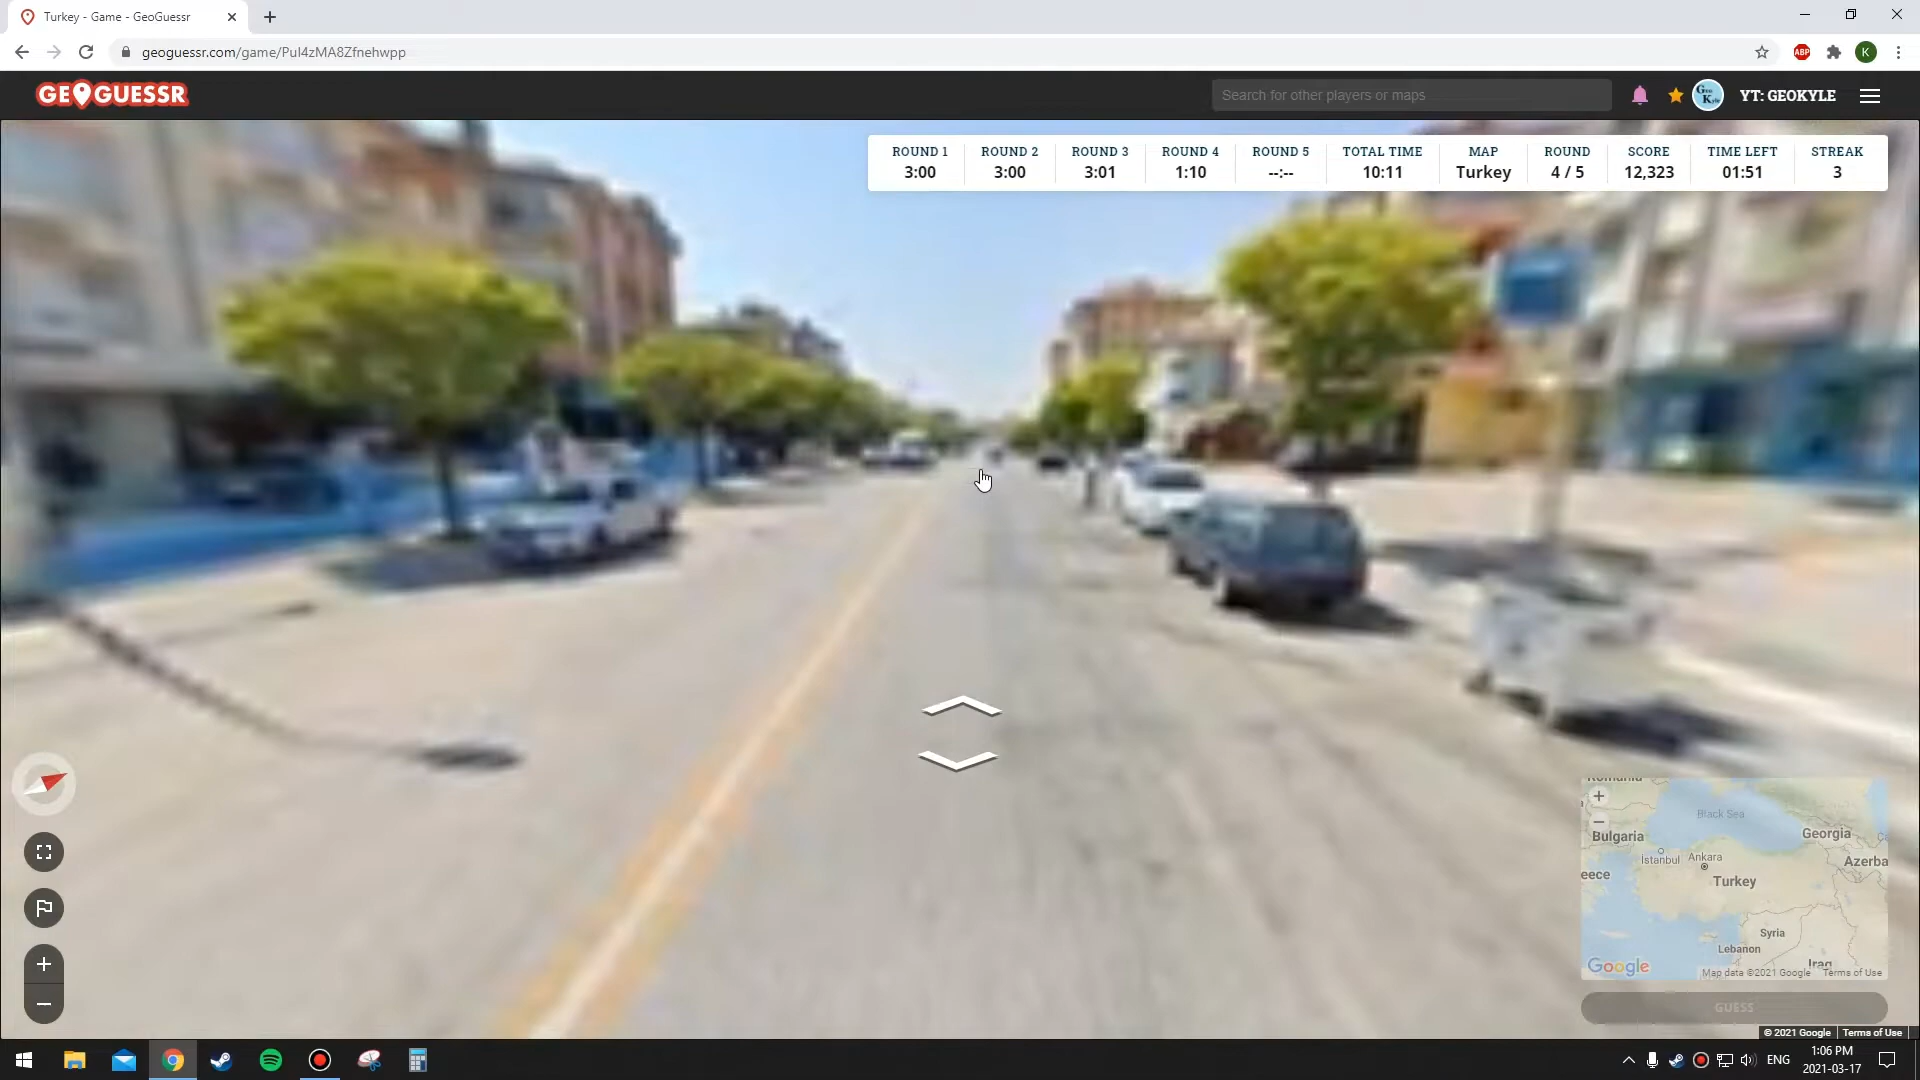 Turkey - Game - GeoGuessr
geoguessr.com/game/Pul4zMA8Zfnehwpp
ABP
K
GEOGUESSR
Search for other players or maps
YT: GEOKYLE
ROUND 1 ROUND 2 ROUND 3 ROUND 4 ROUND 5 TOTAL TIME MAP ROUND SCORE TIME LEFT STREAK
3:00 3:00 3:01 1:10 --:-- 10:11 Turkey 4 / 5 12,323 01:51 3
Romania
Black Sea
Bulgaria
Georgia
İstanbul
Ankara
Azerba
eece
Turkey
Syria
Lebanon
Iraq
Google
Map data ©2021 Google Terms of Use
GUESS
© 2021 Google Terms of Use
ENG
1:06 PM
2021-03-17